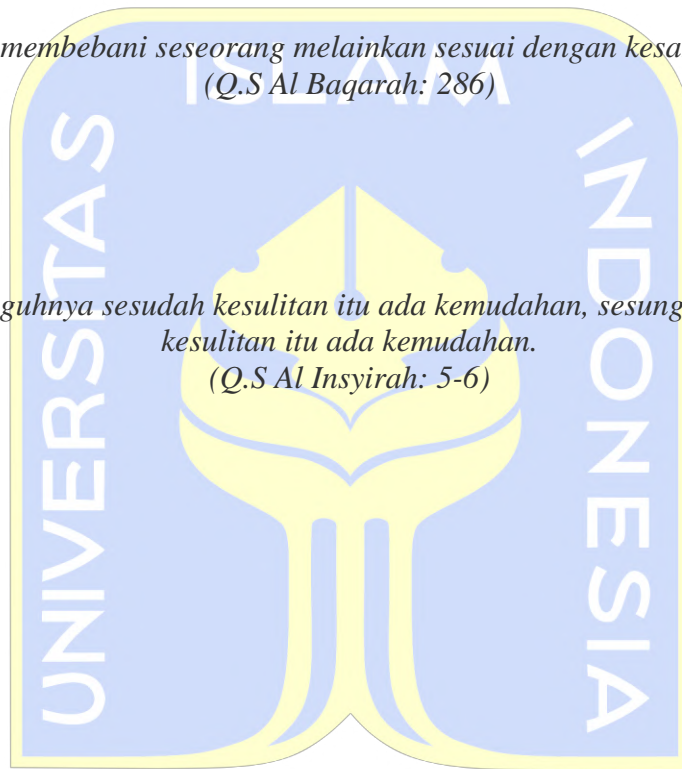 membebani seseorang melainkan sesuai dengan kesa
(Q.S Al Baqarah: 286)
guhnya sesudah kesulitan itu ada kemudahan, sesung
kesulitan itu ada kemudahan.
(Q.S Al Insyirah: 5-6)
UNIVERSITAS
ISLAM
INDONESIA